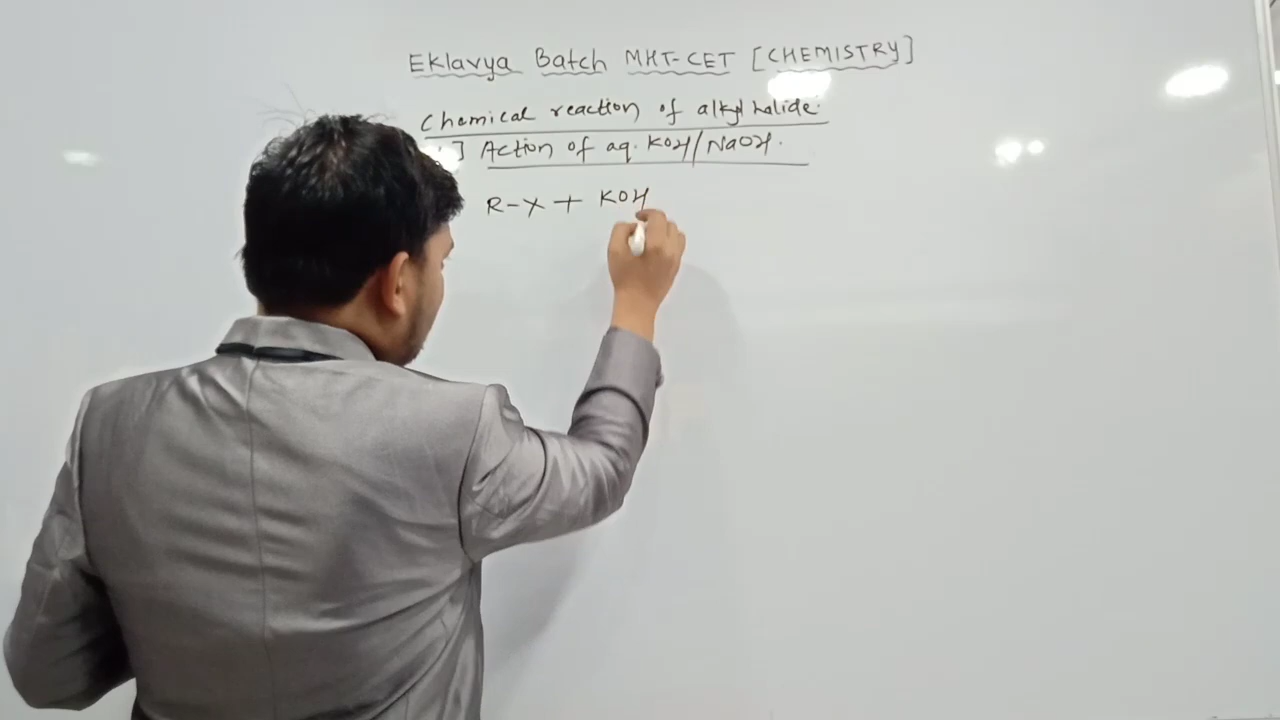 Eklavya Batch MHT-CET [CHEMISTRY]
Chemical reaction of alkyl halide.
] Action of aq. KOH/NaOH.
R-X + KOH